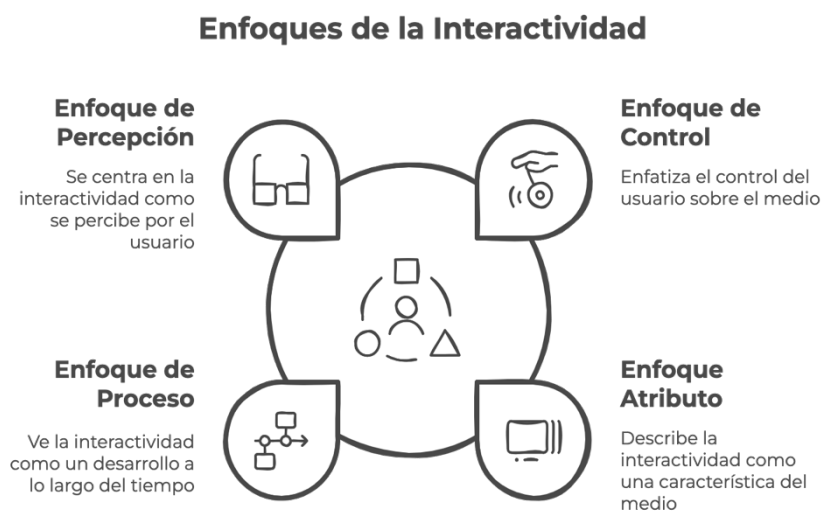 Enfoques de la Interactividad
Enfoque de
Percepción
Se centra en la
interactividad como
se percibe por el
usuario
Enfoque de
Control
Enfatiza el control del
usuario sobre el medio
Enfoque de
Proceso
Ve la interactividad
como un desarrollo a
lo largo del tiempo
Enfoque
Atributo
Describe la
interactividad como
una característica del
medio